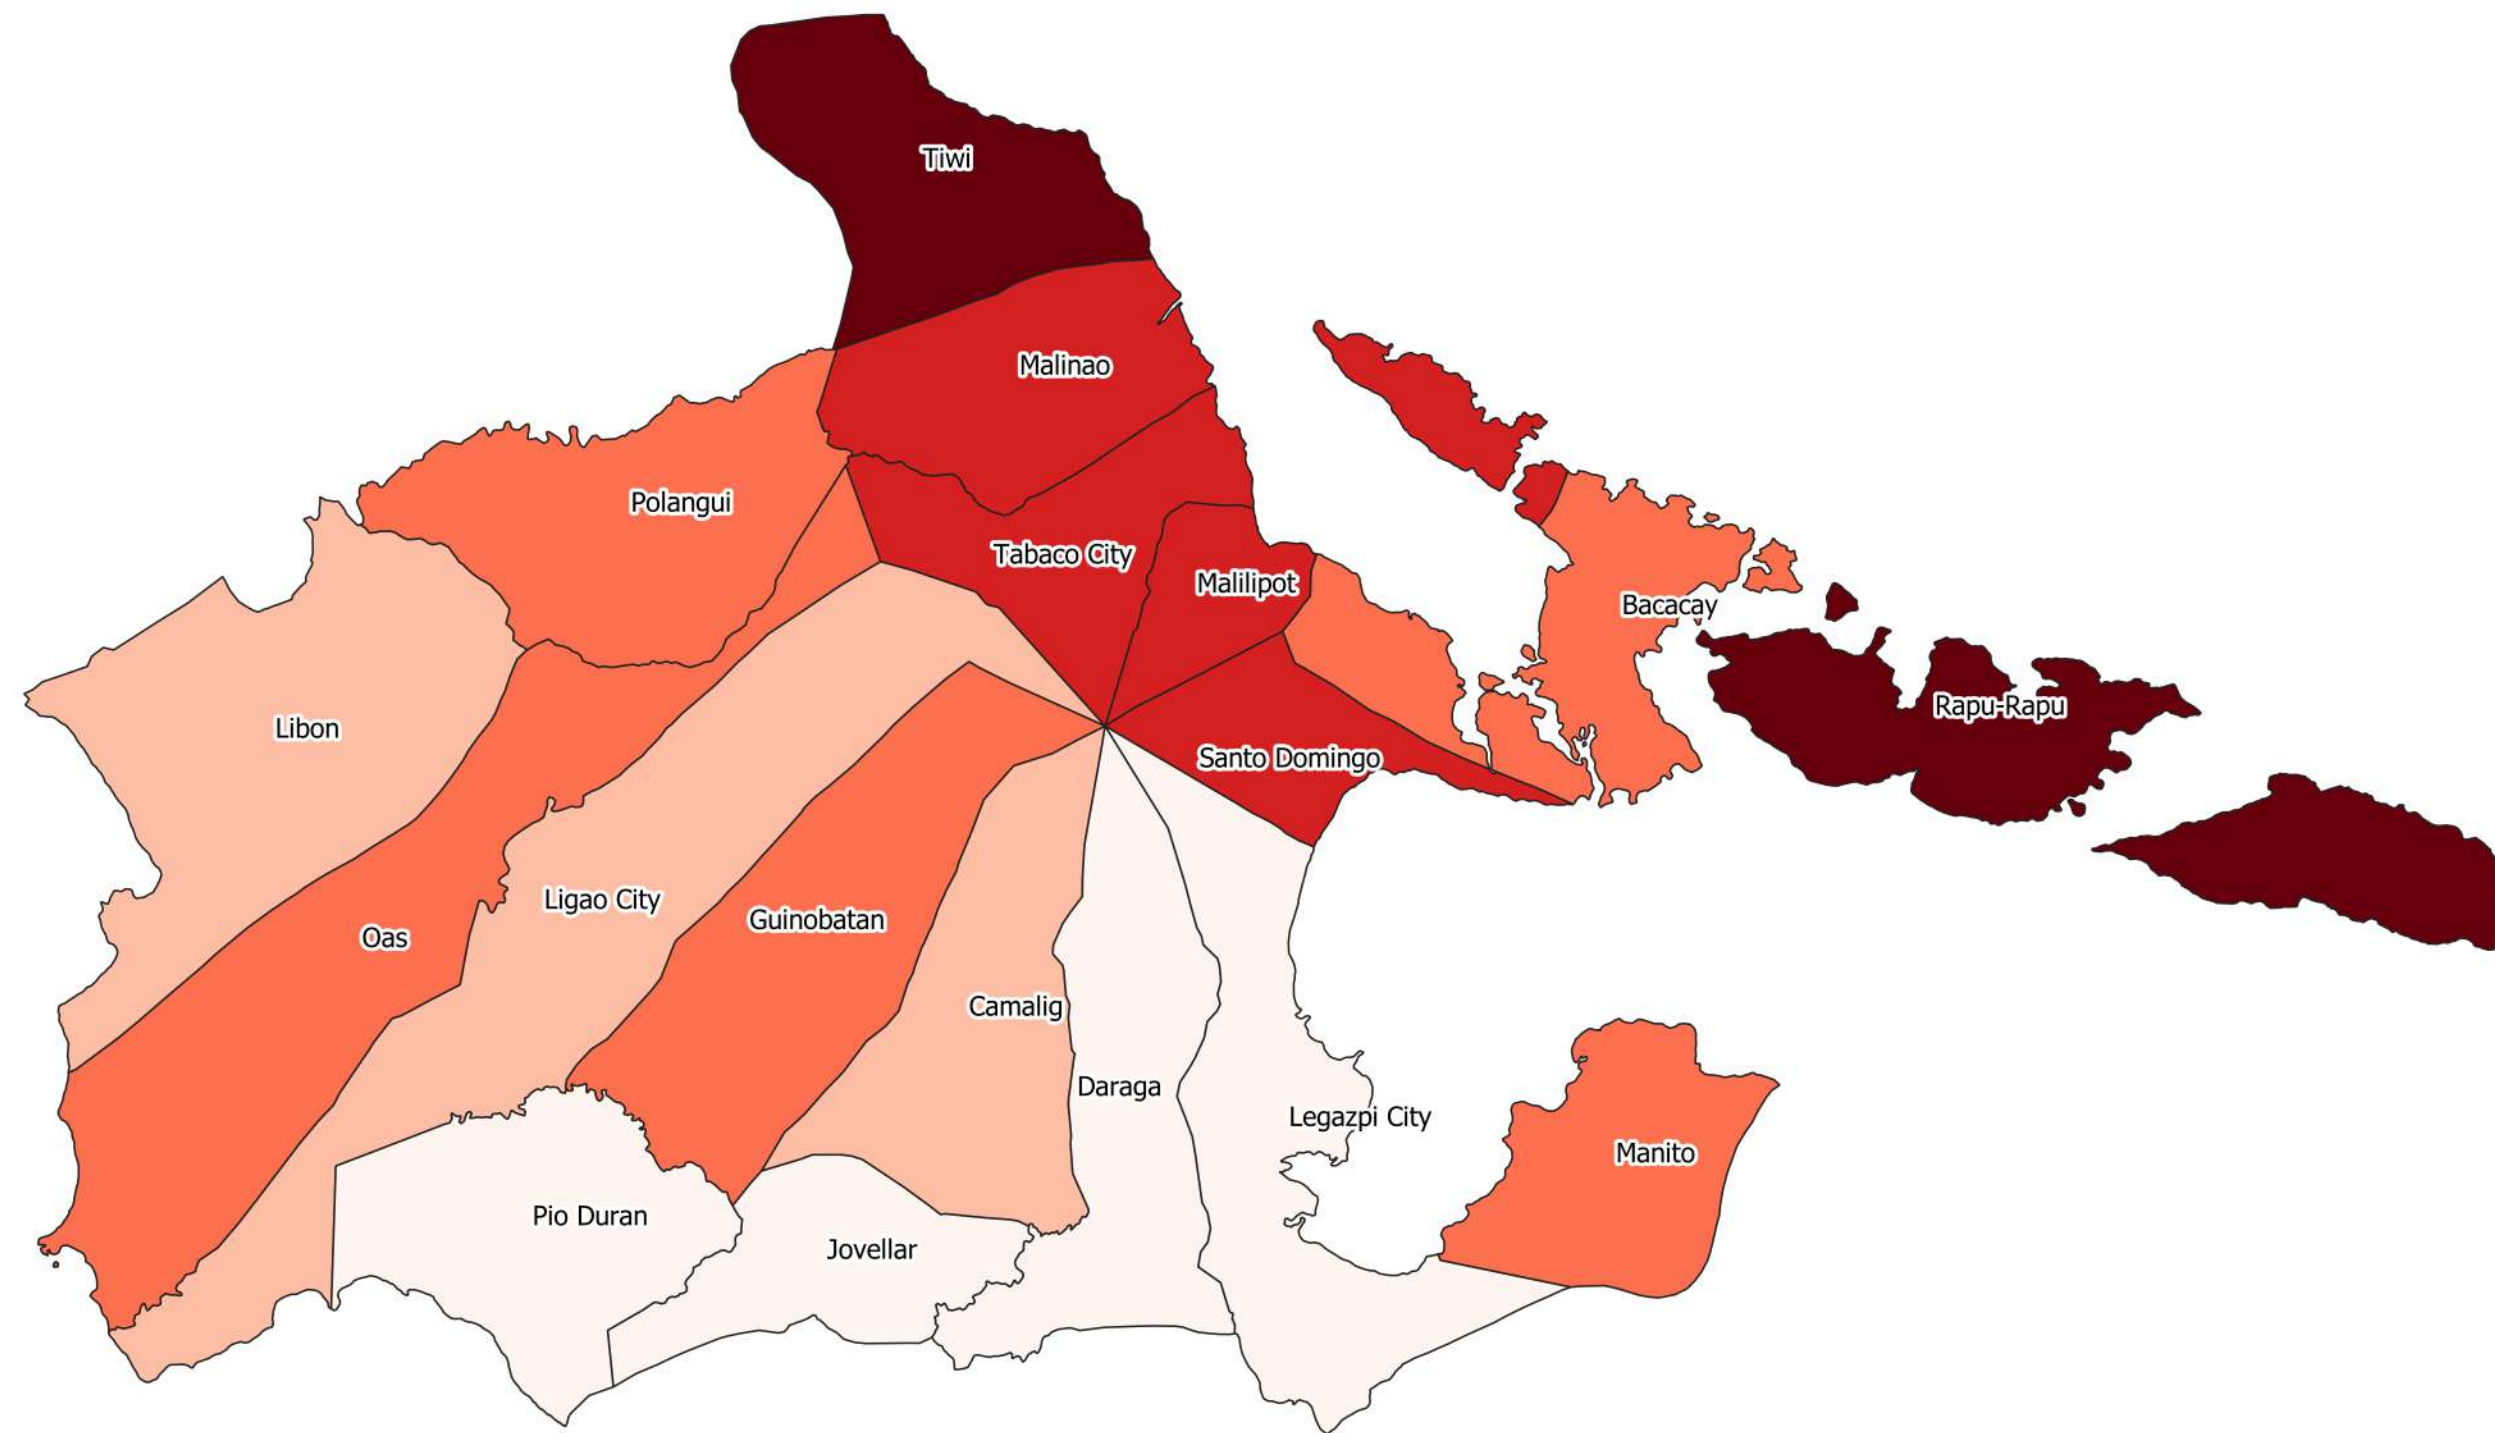 Tiwi
Malinao
Polangui
Tabaco City
Malilipot
Bacacay
Rapu-Rapu
Libon
Santo Domingo
Ligao City
Guinobatan
Oas
Camalig
Daraga
Legazpi City
Manito
Pio Duran
Jovellar